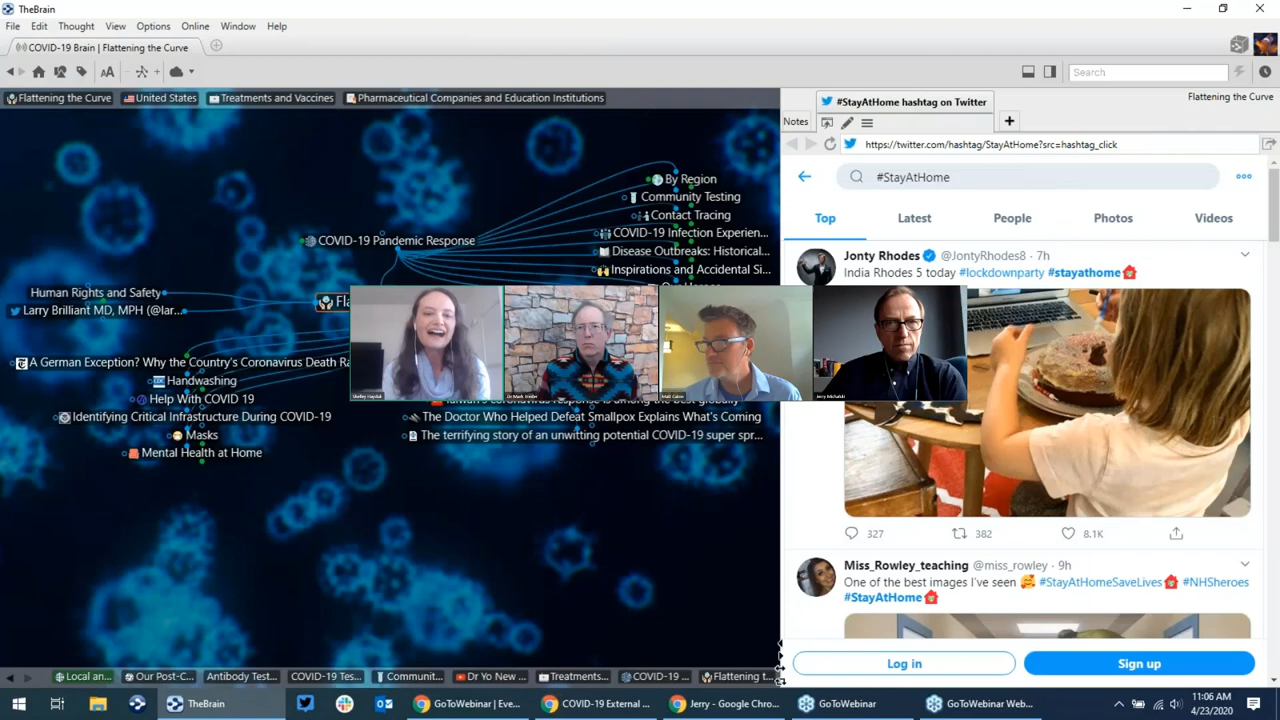 TheBrain
File Edit Thought View Options Online Window Help
COVID-19 Brain | Flattening the Curve
AA
Search
Flattening the Curve United States Treatments and Vaccines Pharmaceutical Companies and Education Institutions
By Region
Community Testing
Contact Tracing
COVID-19 Pandemic Response
COVID-19 Infection Experien...
Disease Outbreaks: Historical...
Inspirations and Accidental Si...
Human Rights and Safety
Larry Brilliant MD, MPH (@lar...
A German Exception? Why the Country's Coronavirus Death Ra
Handwashing
Help With COVID 19
Identifying Critical Infrastructure During COVID-19
Masks
Mental Health at Home
The Doctor Who Helped Defeat Smallpox Explains What's Coming
The terrifying story of an unwitting potential COVID-19 super spr...
Shelley Hayduk
Matt Caton
Jerry Michalski
#StayAtHome hashtag on Twitter
Flattening the Curve
Notes
https://twitter.com/hashtag/StayAtHome?src=hashtag_click
#StayAtHome
Top Latest People Photos Videos
Jonty Rhodes @JontyRhodes8 · 7h
India Rhodes 5 today #lockdownparty #stayathome
327 382 8.1K
Miss_Rowley_teaching @miss_rowley · 9h
One of the best images I've seen #StayAtHomeSaveLives #NHSheroes
#StayAtHome
Log in Sign up
Local an... Our Post-C... Antibody Test... COVID-19 Tes... Communit... Dr Yo New ... Treatments... COVID-19 ... Flattening t...
TheBrain GoToWebinar | Eve... COVID-19 External ... Jerry - Google Chro... GoToWebinar GoToWebinar Web...
11:06 AM
4/23/2020